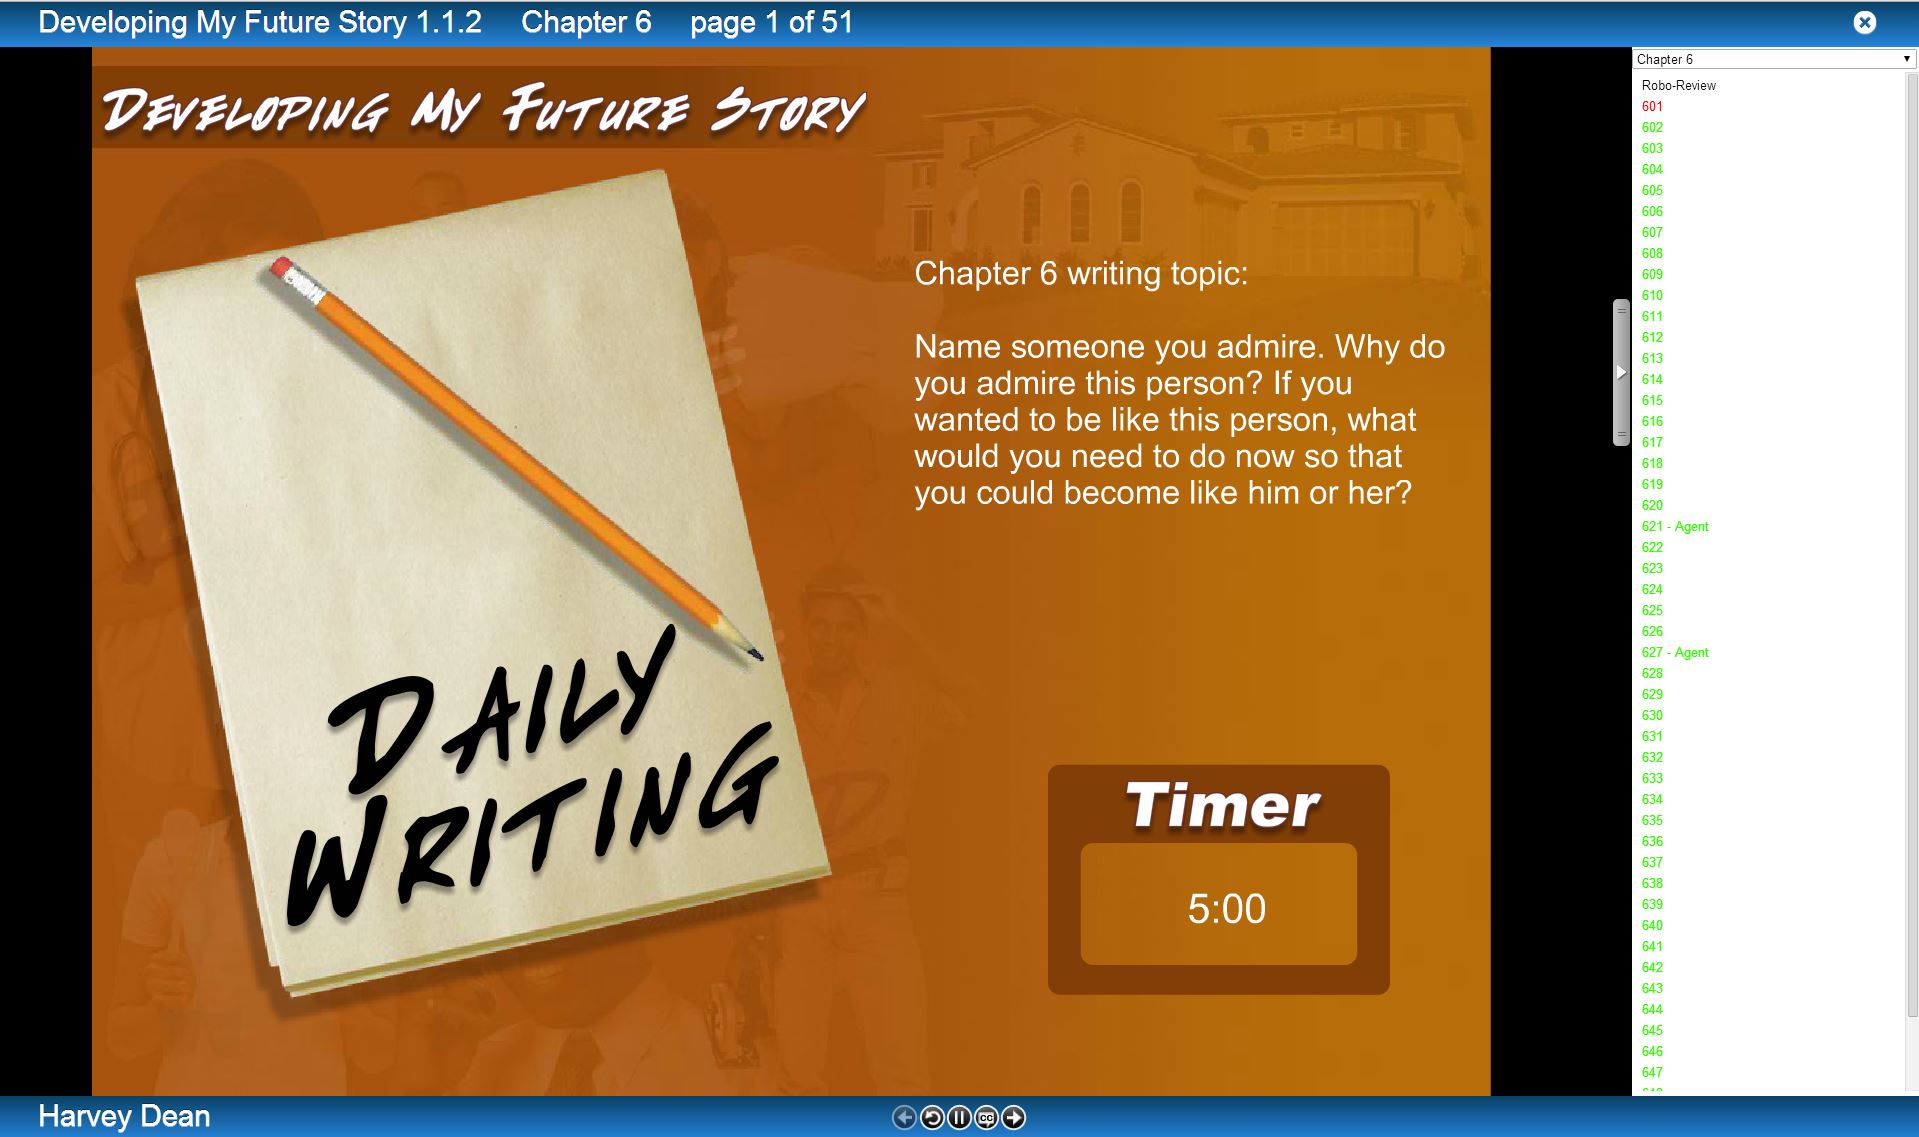 Developing My Future Story 1.1.2 Chapter 6 page 1 of 51
DEVELOPING MY FUTURE STORY
Chapter 6 writing topic:
Name someone you admire. Why do
you admire this person? If you
wanted to be like this person, what
would you need to do now so that
you could become like him or her?
DAILY
WRITING
Timer
5:00
Chapter 6
Robo-Review
601
602
603
604
605
606
607
608
609
610
611
612
613
614
615
616
617
618
619
620
621 - Agent
622
623
624
625
626
627 - Agent
628
629
630
631
632
633
634
635
636
637
638
639
640
641
642
643
644
645
646
647
Harvey Dean
CC